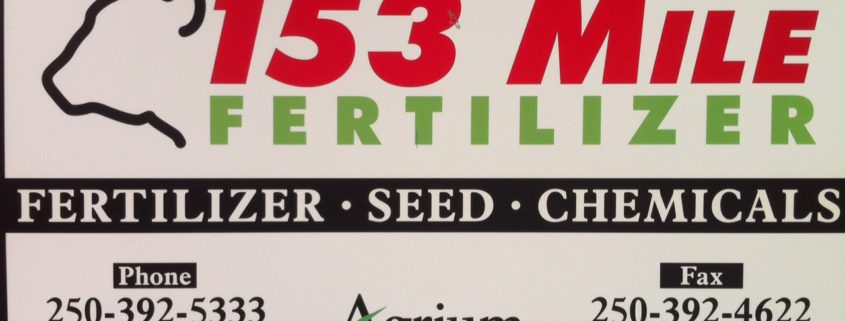 153 MILE
FERTILIZER
FERTILIZER · SEED · CHEMICALS
Phone Fax
250-392-5333 Agrium 250-392-4622